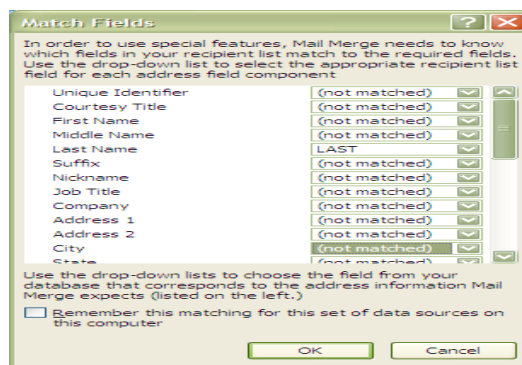 Match Fields
In order to use special features, Mail Merge needs to know
which fields in your recipient list match to the required fields.
Use the drop-down list to select the appropriate recipient list
field for each address field component
Unique Identifier (not matched)
Courtesy Title (not matched)
First Name (not matched)
Middle Name (not matched)
Last Name LAST
Suffix (not matched)
Nickname (not matched)
Job Title (not matched)
Company (not matched)
Address 1 (not matched)
Address 2 (not matched)
City (not matched)
State (not matched)
Use the drop-down lists to choose the field from your
database that corresponds to the address information Mail
Merge expects (listed on the left.)
Remember this matching for this set of data sources on
this computer
OK Cancel